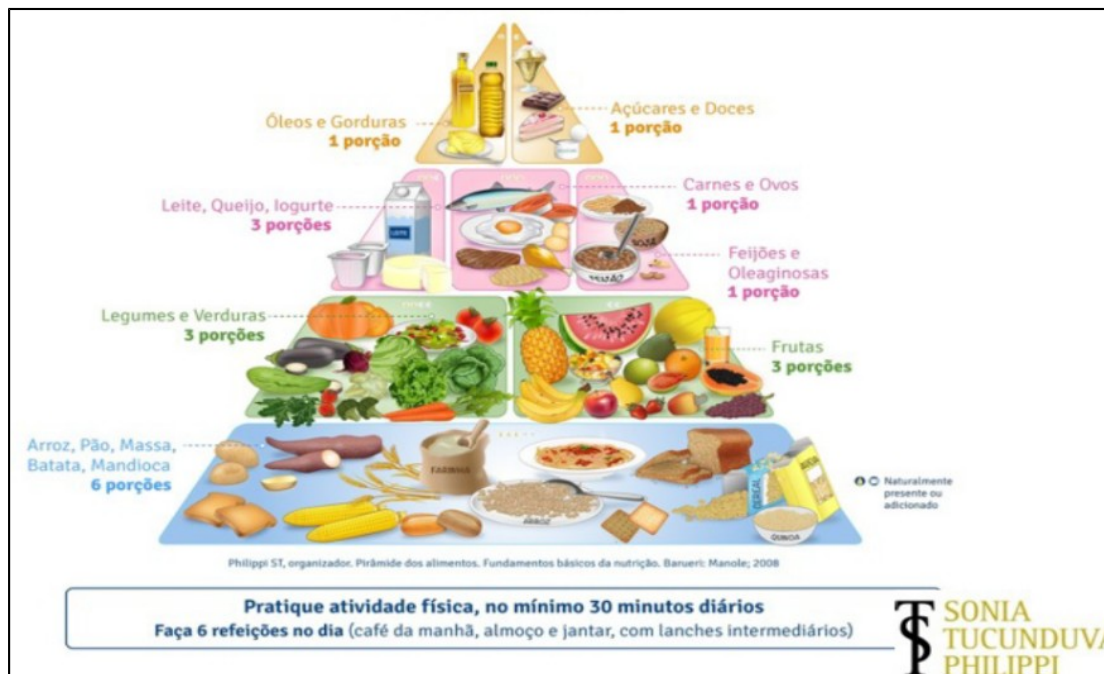 Óleos e Gorduras
1 porção
Açúcares e Doces
1 porção
Leite, Queijo, Iogurte
3 porções
Carnes e Ovos
1 porção
Feijões e
Oleaginosas
1 porção
Legumes e Verduras
3 porções
Frutas
3 porções
Arroz, Pão, Massa,
Batata, Mandioca
6 porções
LEITE
SOJA
FEIJÃO
FARINHA
ARROZ
CEREAL
QUINOA
Naturalmente
presente ou
adicionado
Philippi ST, organizador. Pirâmide dos alimentos. Fundamentos básicos da nutrição. Barueri: Manole; 2008
Pratique atividade física, no mínimo 30 minutos diários
Faça 6 refeições no dia (café da manhã, almoço e jantar, com lanches intermediários)
SONIA
TUCUNDUVA
PHILIPPI